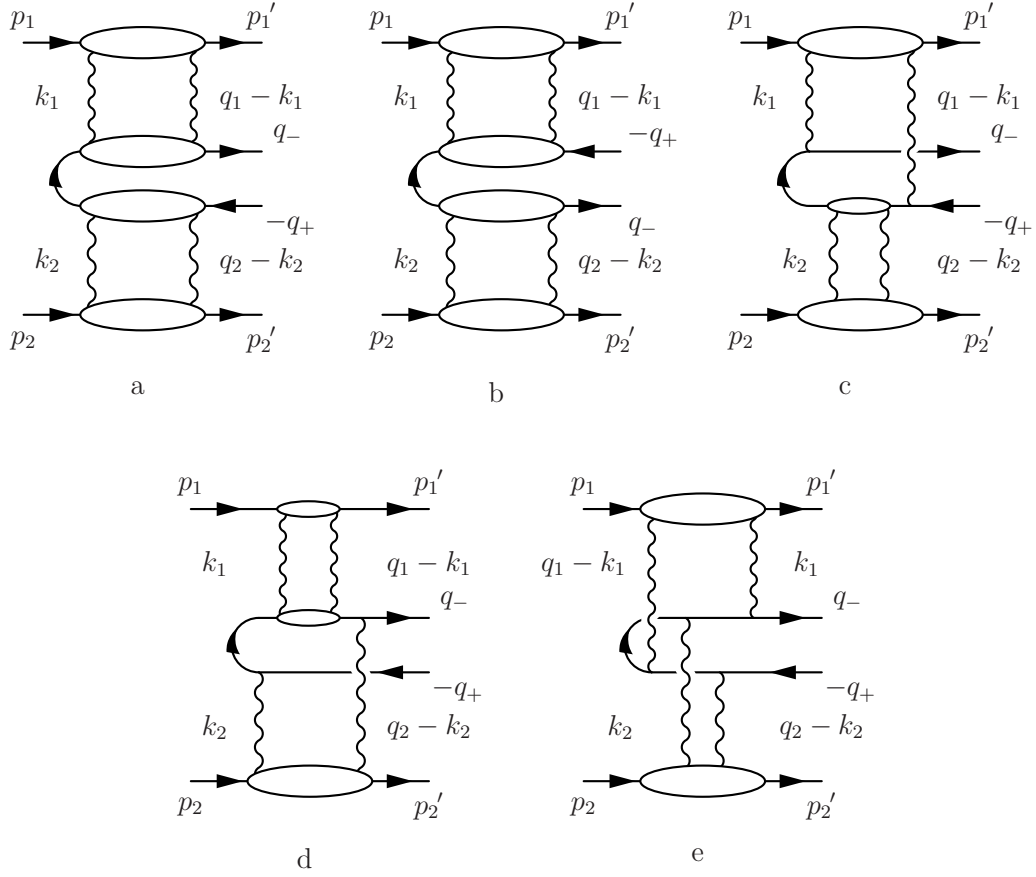 p₁ p₁′ p₁ p₁′ p₁ p₁′
k₁ q₁ − k₁ k₁ q₁ − k₁ k₁ q₁ − k₁
q₋ −q₊ q₋
−q₊ q₋ −q₊
k₂ q₂ − k₂ k₂ q₂ − k₂ k₂ q₂ − k₂
p₂ p₂′ p₂ p₂′ p₂ p₂′
a b c
p₁ p₁′ p₁ p₁′
k₁ q₁ − k₁ q₁ − k₁ k₁
q₋ q₋
−q₊ −q₊
k₂ q₂ − k₂ k₂ q₂ − k₂
p₂ p₂′ p₂ p₂′
d e